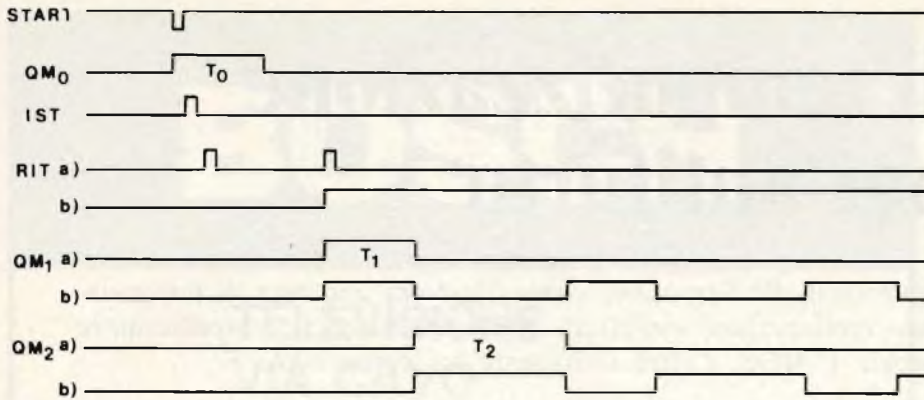 START
QM0 T0
IST
RIT a)
b)
QM1 a) T1
b)
QM2 a) T2
b)